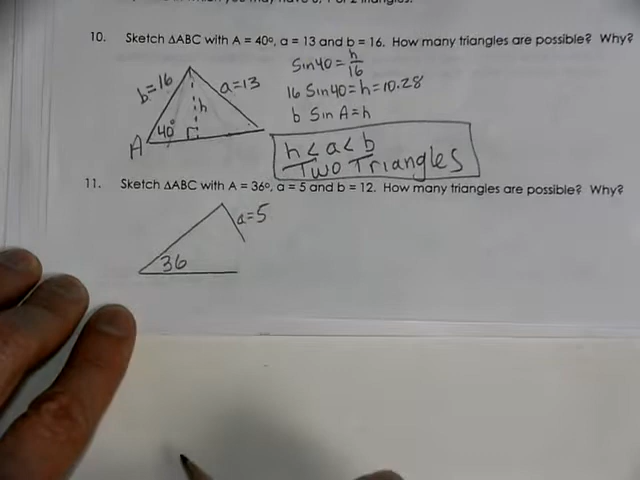 10. Sketch ΔABC with A = 40º, a = 13 and b = 16. How many triangles are possible? Why?
b=16
a=13
h
40°
A
Sin40 = h/16
16 Sin40 = h = 10.28
b Sin A = h
h < a < b
Two Triangles
11. Sketch ΔABC with A = 36º, a = 5 and b = 12. How many triangles are possible? Why?
a=5
36